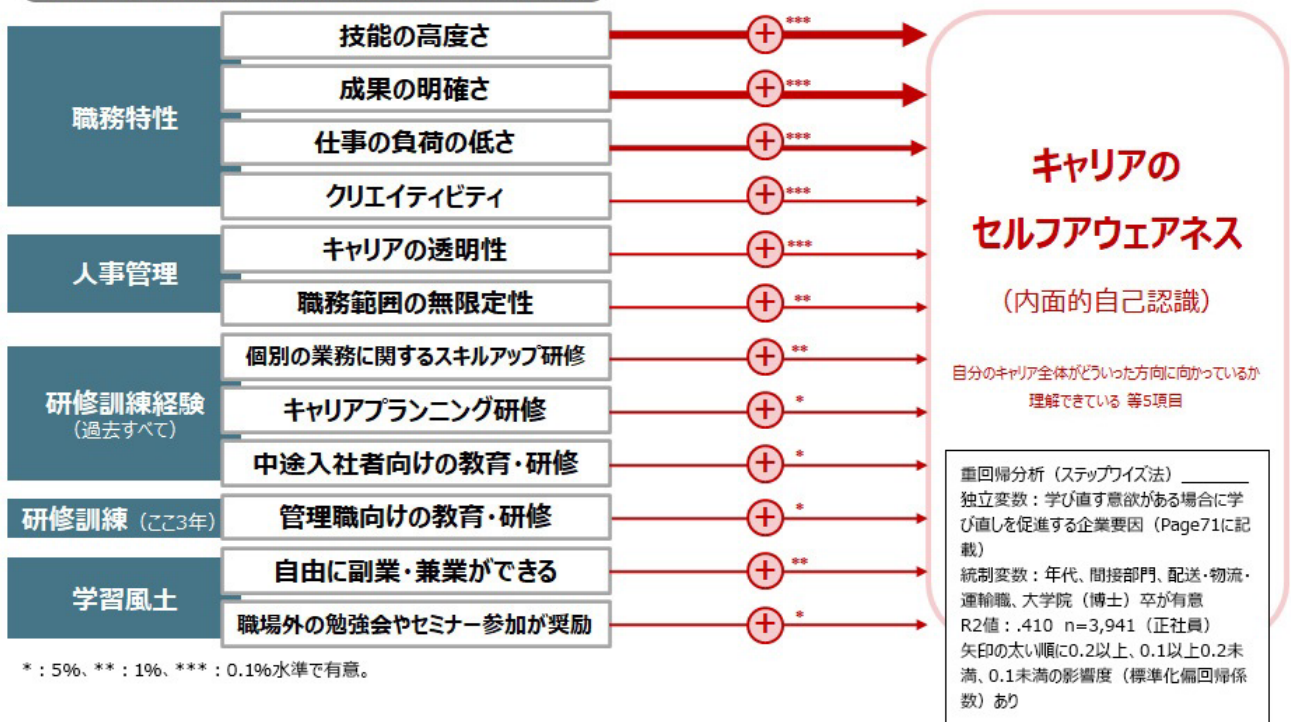 職務特性
技能の高度さ
+ ***
成果の明確さ
+ ***
仕事の負荷の低さ
+ ***
クリエイティビティ
+ ***
人事管理
キャリアの透明性
+ ***
職務範囲の無限定性
+ **
研修訓練経験
（過去すべて）
個別の業務に関するスキルアップ研修
+ **
キャリアプランニング研修
+ *
中途入社者向けの教育・研修
+ *
研修訓練（ここ3年）
管理職向けの教育・研修
+ *
学習風土
自由に副業・兼業ができる
+ **
職場外の勉強会やセミナー参加が奨励
+ *
キャリアの
セルフアウェアネス
（内面的自己認識）
自分のキャリア全体がどういった方向に向かっているか
理解できている 等5項目
重回帰分析（ステップワイズ法）
独立変数：学び直す意欲がある場合に学
び直しを促進する企業要因（Page71に記
載）
統制変数：年代、間接部門、配送・物流・
運輸職、大学院（博士）卒が有意
R2値：.410 n=3,941（正社員）
矢印の太い順に0.2以上、0.1以上0.2未
満、0.1未満の影響度（標準化偏回帰係
数）あり
*：5%、**：1%、***：0.1%水準で有意。